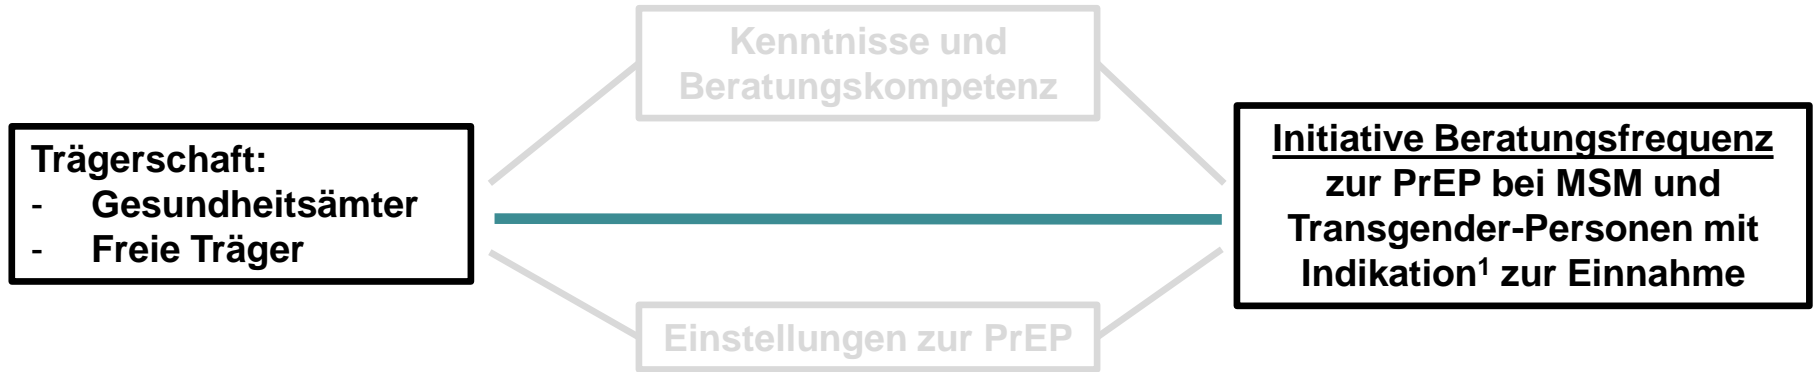 Kenntnisse und
Beratungskompetenz
Trägerschaft:
- Gesundheitsämter
- Freie Träger
Initiative Beratungsfrequenz
zur PrEP bei MSM und
Transgender-Personen mit
Indikation¹ zur Einnahme
Einstellungen zur PrEP